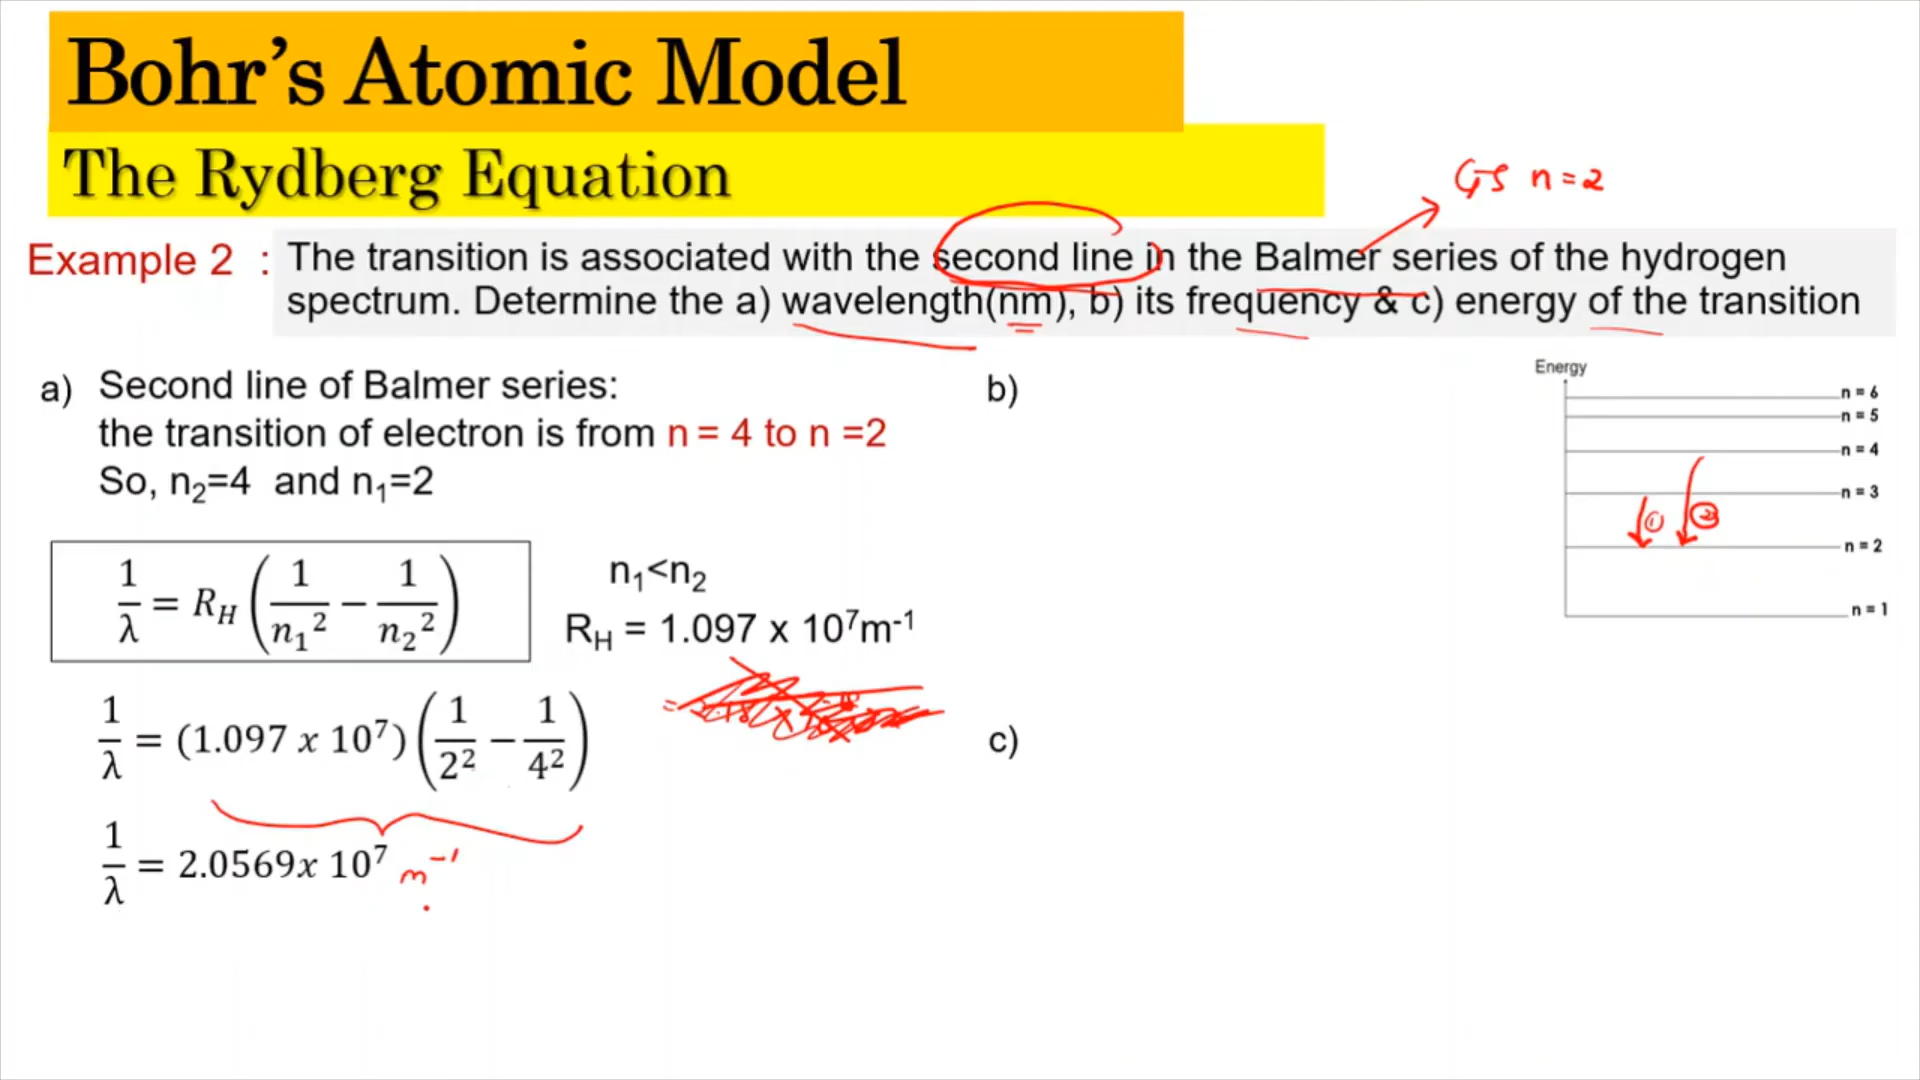 Bohr's Atomic Model
The Rydberg Equation
GS n=2
Example 2 : The transition is associated with the second line in the Balmer series of the hydrogen
spectrum. Determine the a) wavelength(nm), b) its frequency & c) energy of the transition
a) Second line of Balmer series:
the transition of electron is from n = 4 to n =2
So, n₂=4 and n₁=2
1/λ = R_H (1/n₁² − 1/n₂²)
n₁<n₂
R_H = 1.097 x 10⁷m⁻¹
1/λ = (1.097 x 10⁷) (1/2² − 1/4²)
1/λ = 2.0569x 10⁷ m⁻¹
b)
c)
Energy
n = 6
n = 5
n = 4
n = 3
① ②
n = 2
n = 1